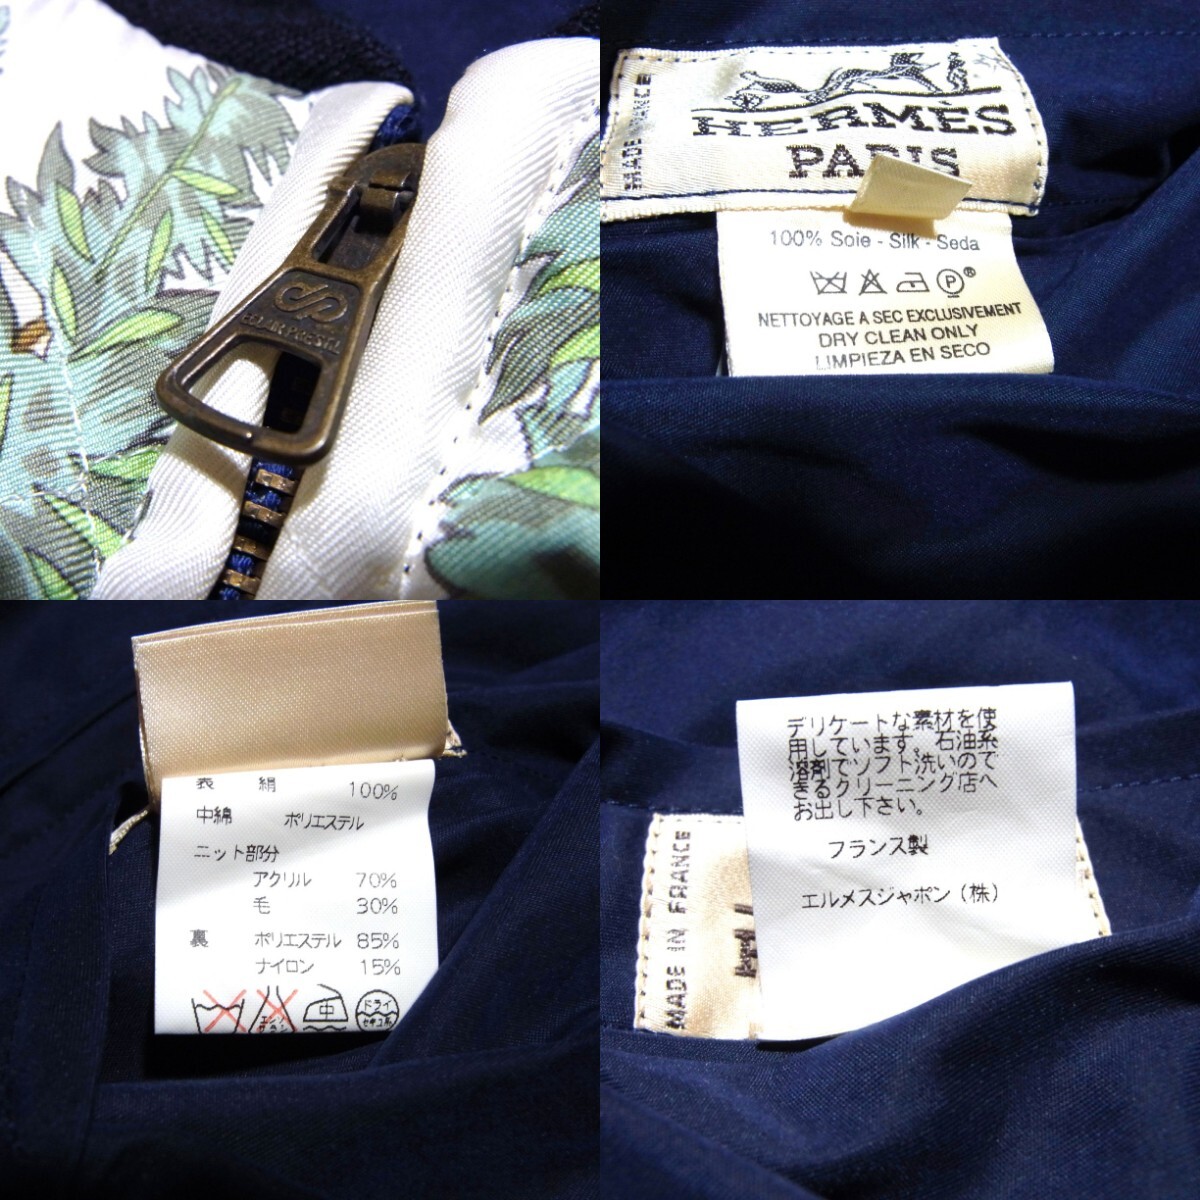 HERMÈS
PARIS
MADE
100% Soie - Silk - Seda
P®
NETTOYAGE A SEC EXCLUSIVEMENT
DRY CLEAN ONLY
LIMPIEZA EN SECO
表 絹 100%
中綿 ポリエステル
ニット部分
アクリル 70%
毛 30%
裏 ポリエステル 85%
ナイロン 15%
中 ドライ
セキユ系
デリケートな素材を使
用しています。石油系
溶剤でソフト洗いので
きるクリーニング店へ
お出し下さい。
フランス製
エルメスジャポン(株)
MADE IN FRANCE